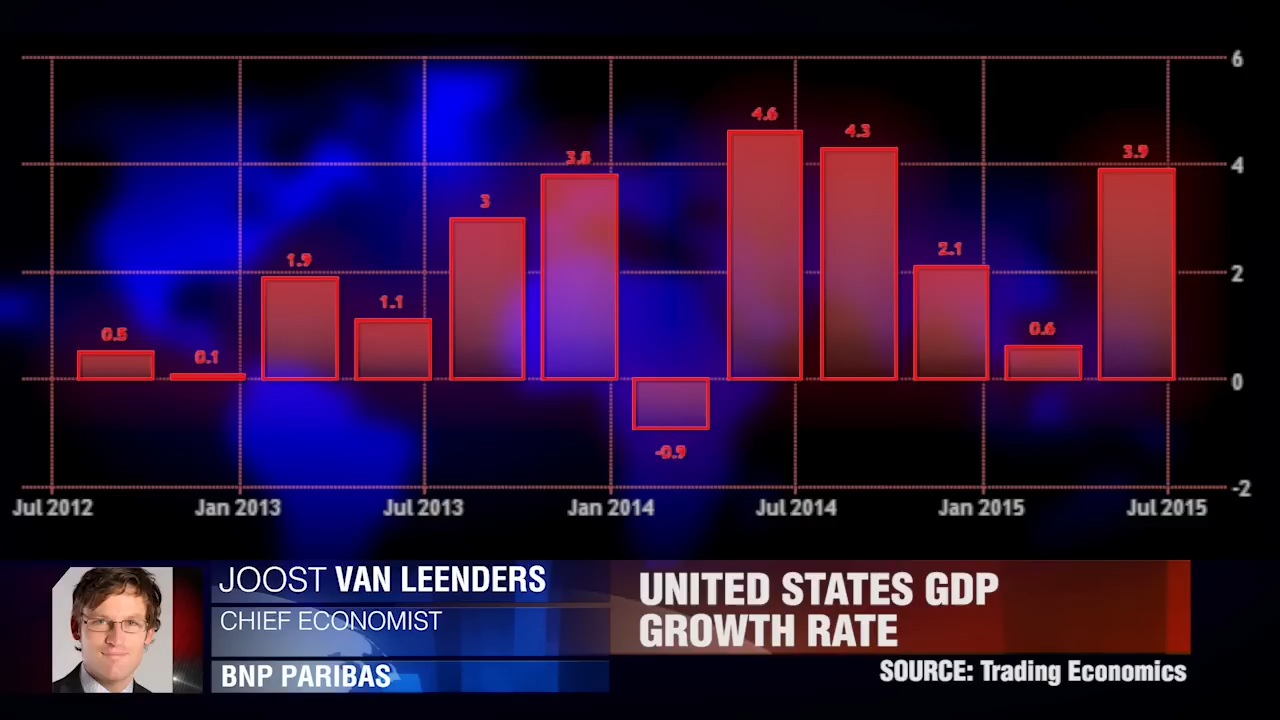 6
4.6
4.3
3.8
3.9
4
3
2.1
1.9
2
1.1
0.5
0.1
0.6
0
-0.9
-2
Jul 2012 Jan 2013 Jul 2013 Jan 2014 Jul 2014 Jan 2015 Jul 2015
JOOST VAN LEENDERS
CHIEF ECONOMIST
BNP PARIBAS
UNITED STATES GDP
GROWTH RATE
SOURCE: Trading Economics